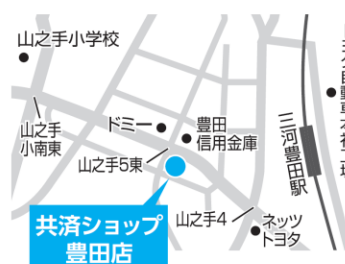 山之手小学校
山之手
小南東
ドミー
豊田
信用金庫
山之手5東
三河豊田駅
山之手4
ネッツ
トヨタ
共済ショップ
豊田店